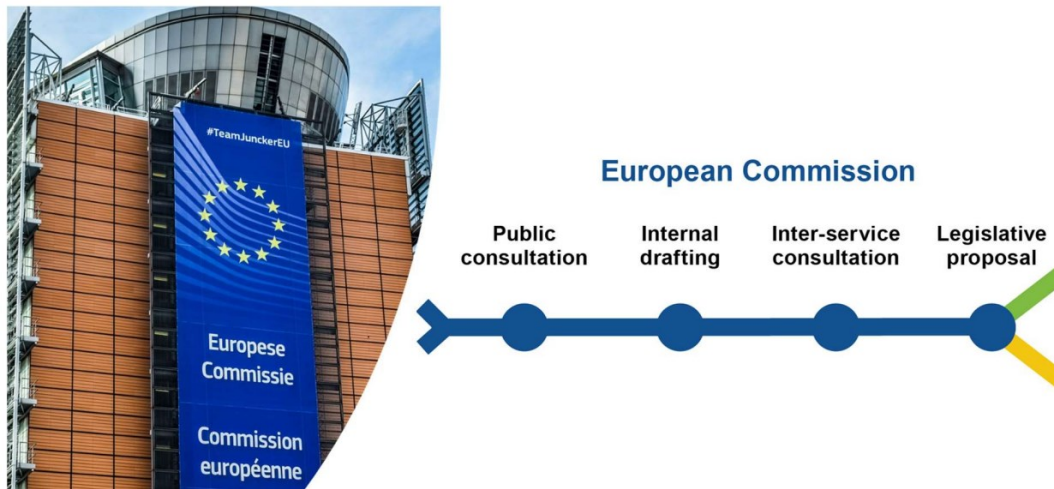 #TeamJunckerEU
Europese
Commissie
Commission
européenne
European Commission
Public
consultation
Internal
drafting
Inter-service
consultation
Legislative
proposal